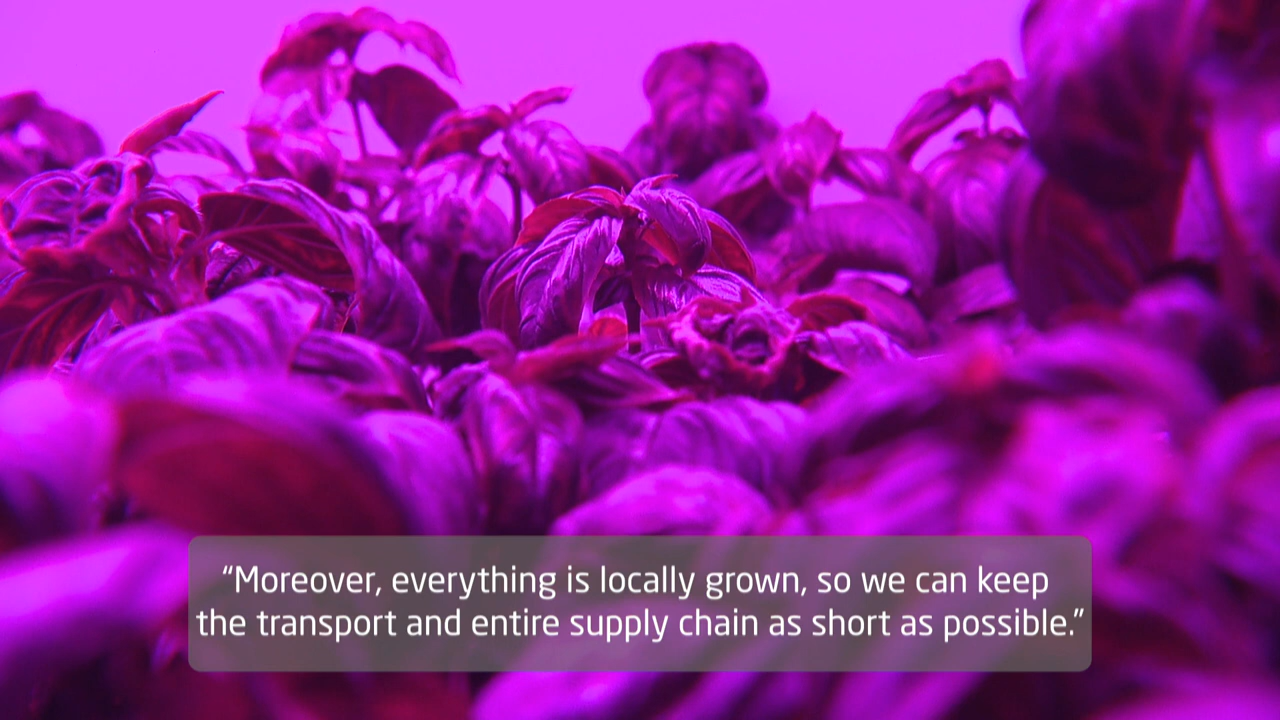 “Moreover, everything is locally grown, so we can keep
the transport and entire supply chain as short as possible.”